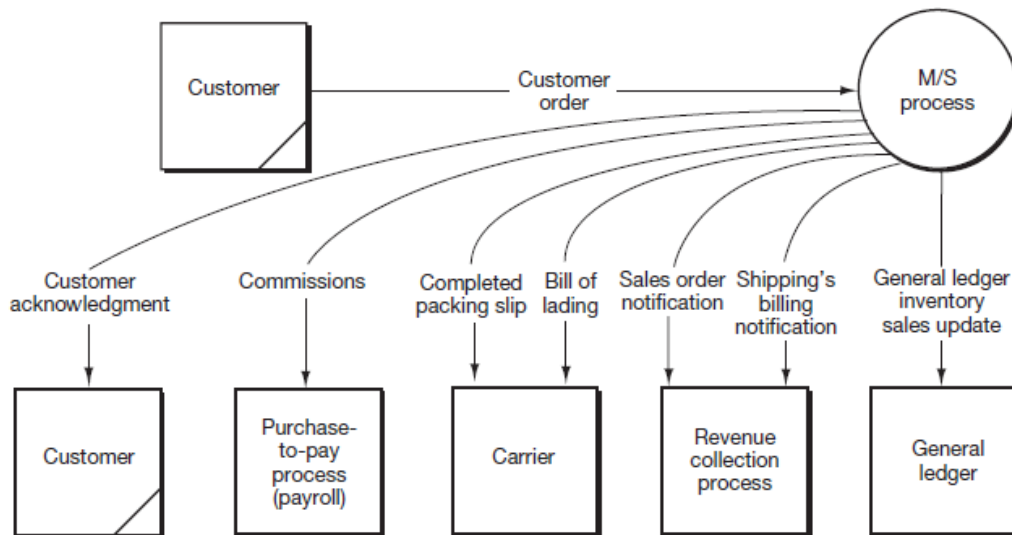 Customer
Customer
order
M/S
process
Customer
acknowledgment
Commissions
Completed
packing slip
Bill of
lading
Sales order
notification
Shipping's
billing
notification
General ledger
inventory
sales update
Customer
Purchase-
to-pay
process
(payroll)
Carrier
Revenue
collection
process
General
ledger